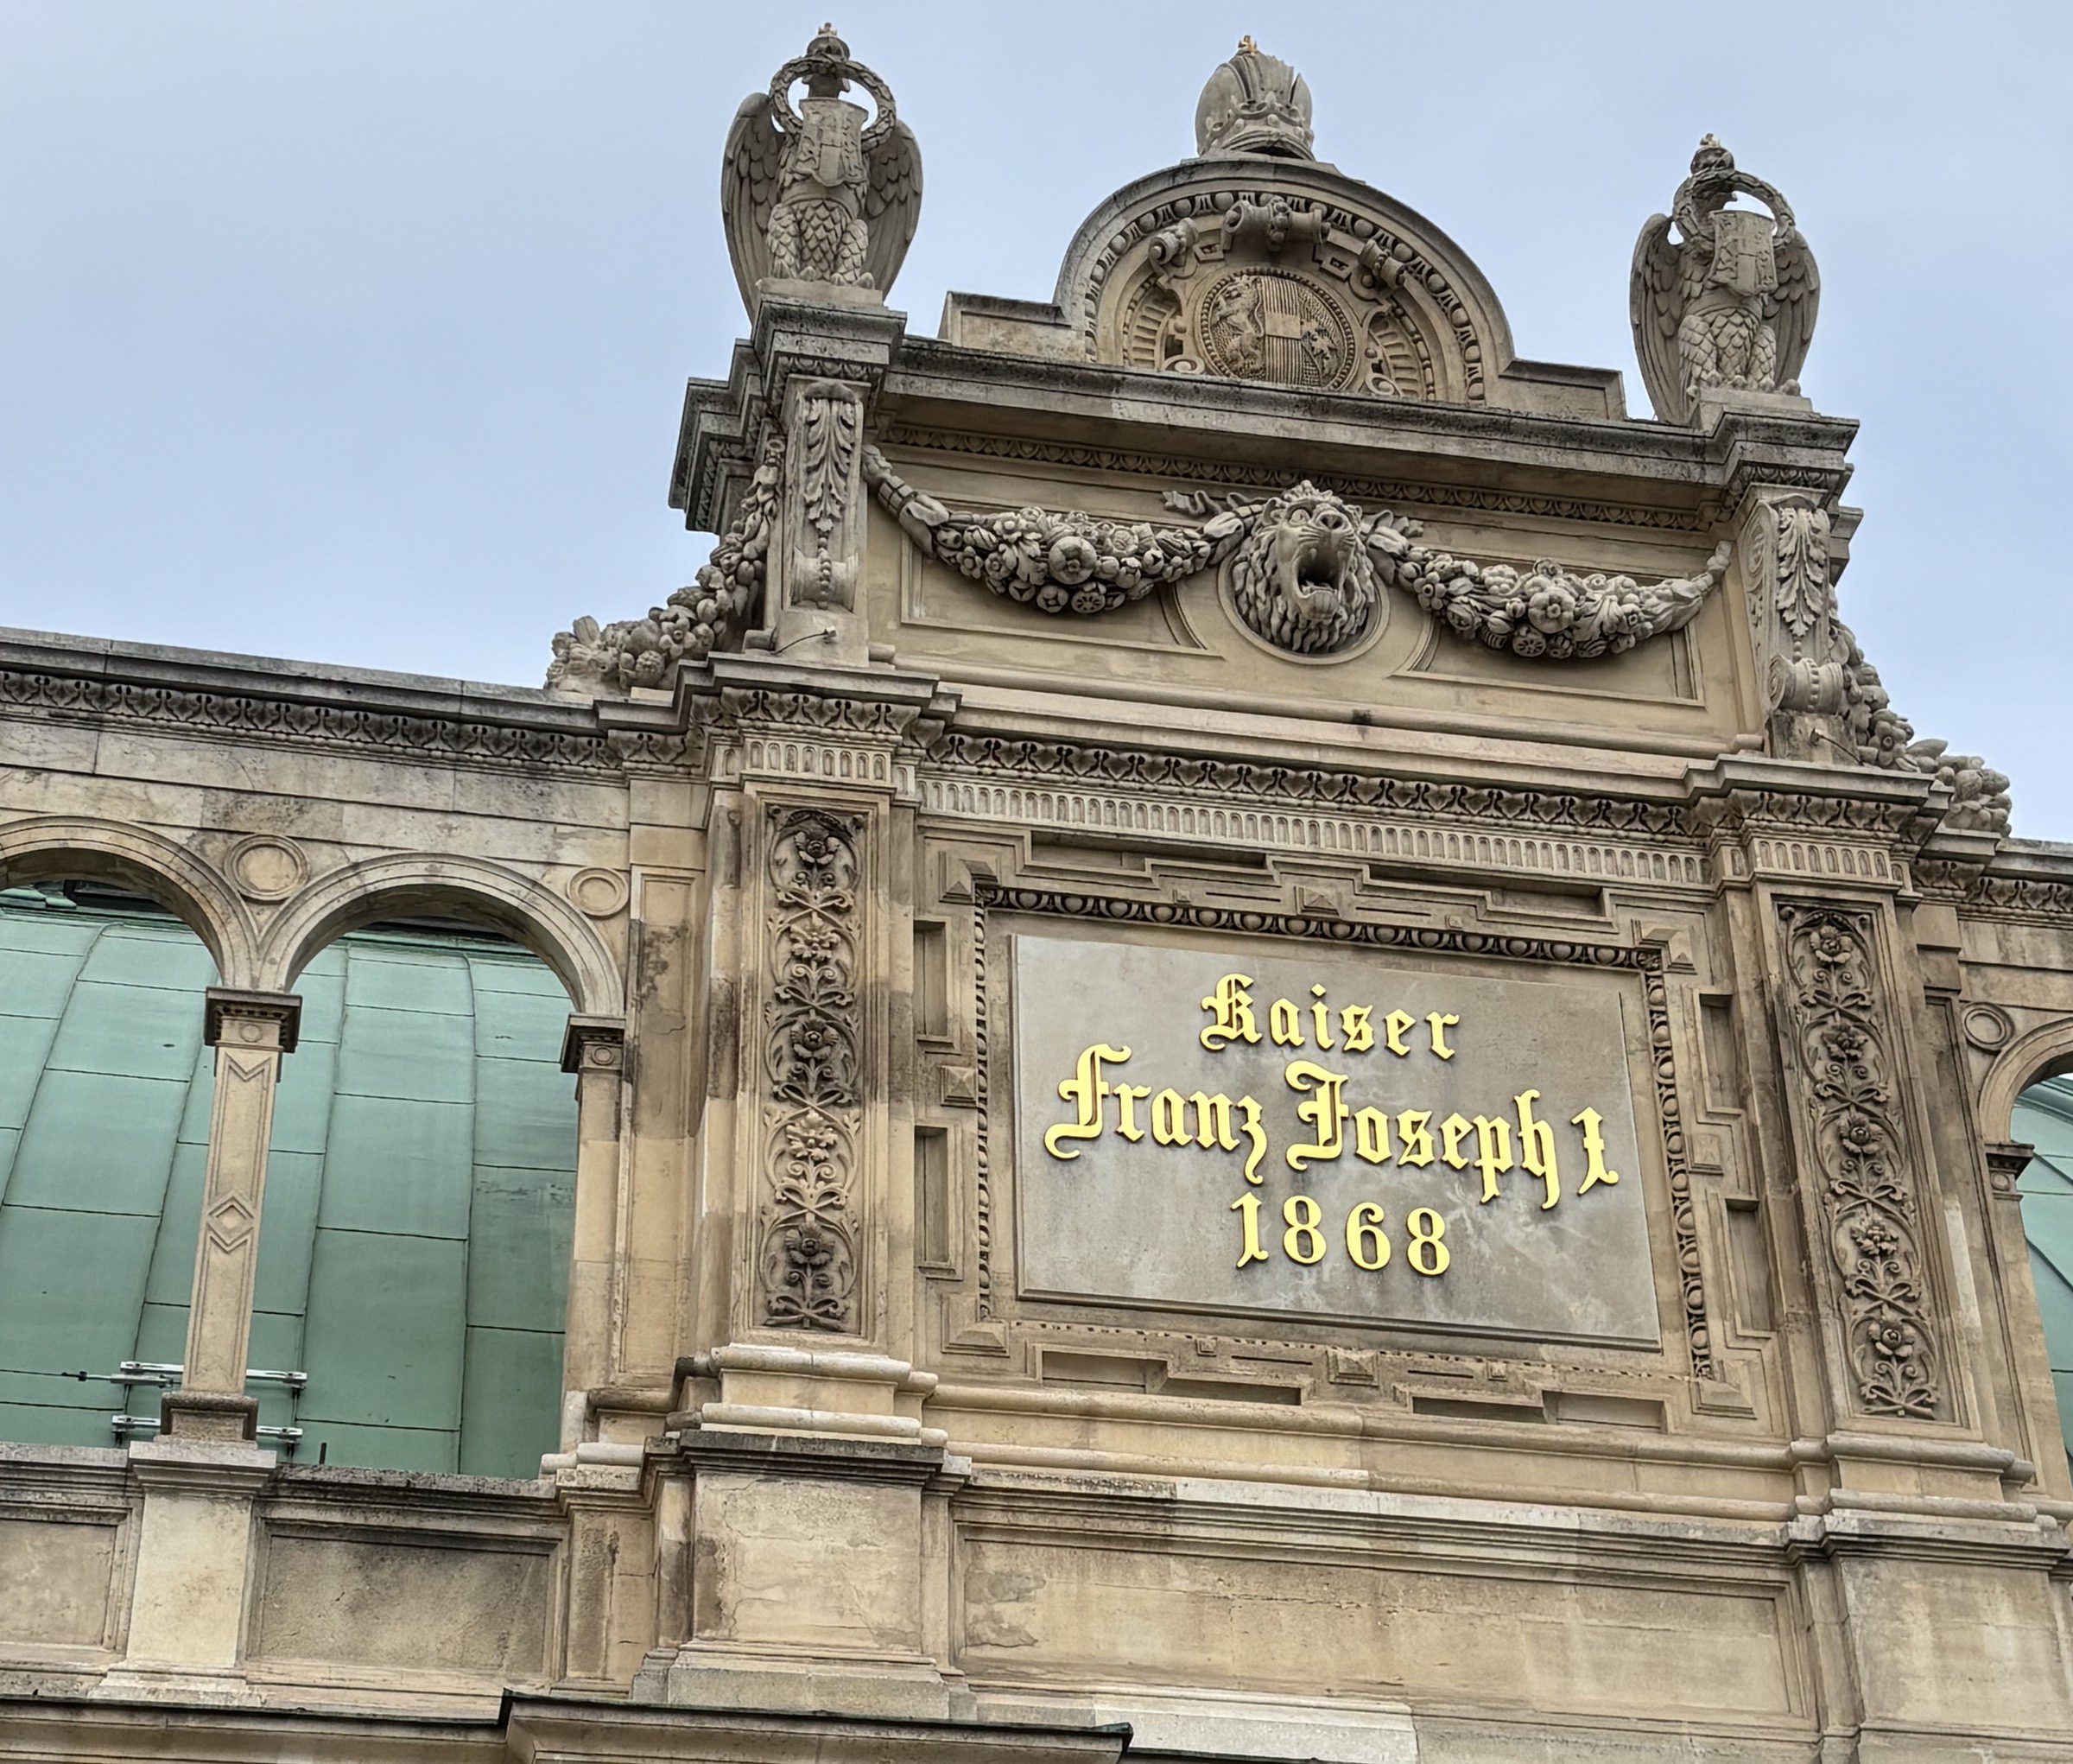 Kaiser
Franz Joseph I
1868